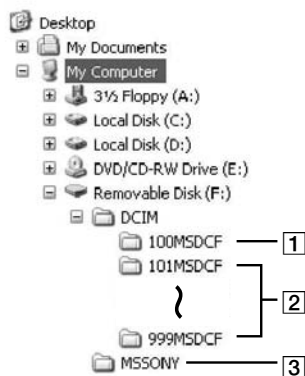 Desktop
My Documents
My Computer
3½ Floppy (A:)
Local Disk (C:)
Local Disk (D:)
DVD/CD-RW Drive (E:)
Removable Disk (F:)
DCIM
100MSDCF 1
101MSDCF
2
999MSDCF
MSSONY 3